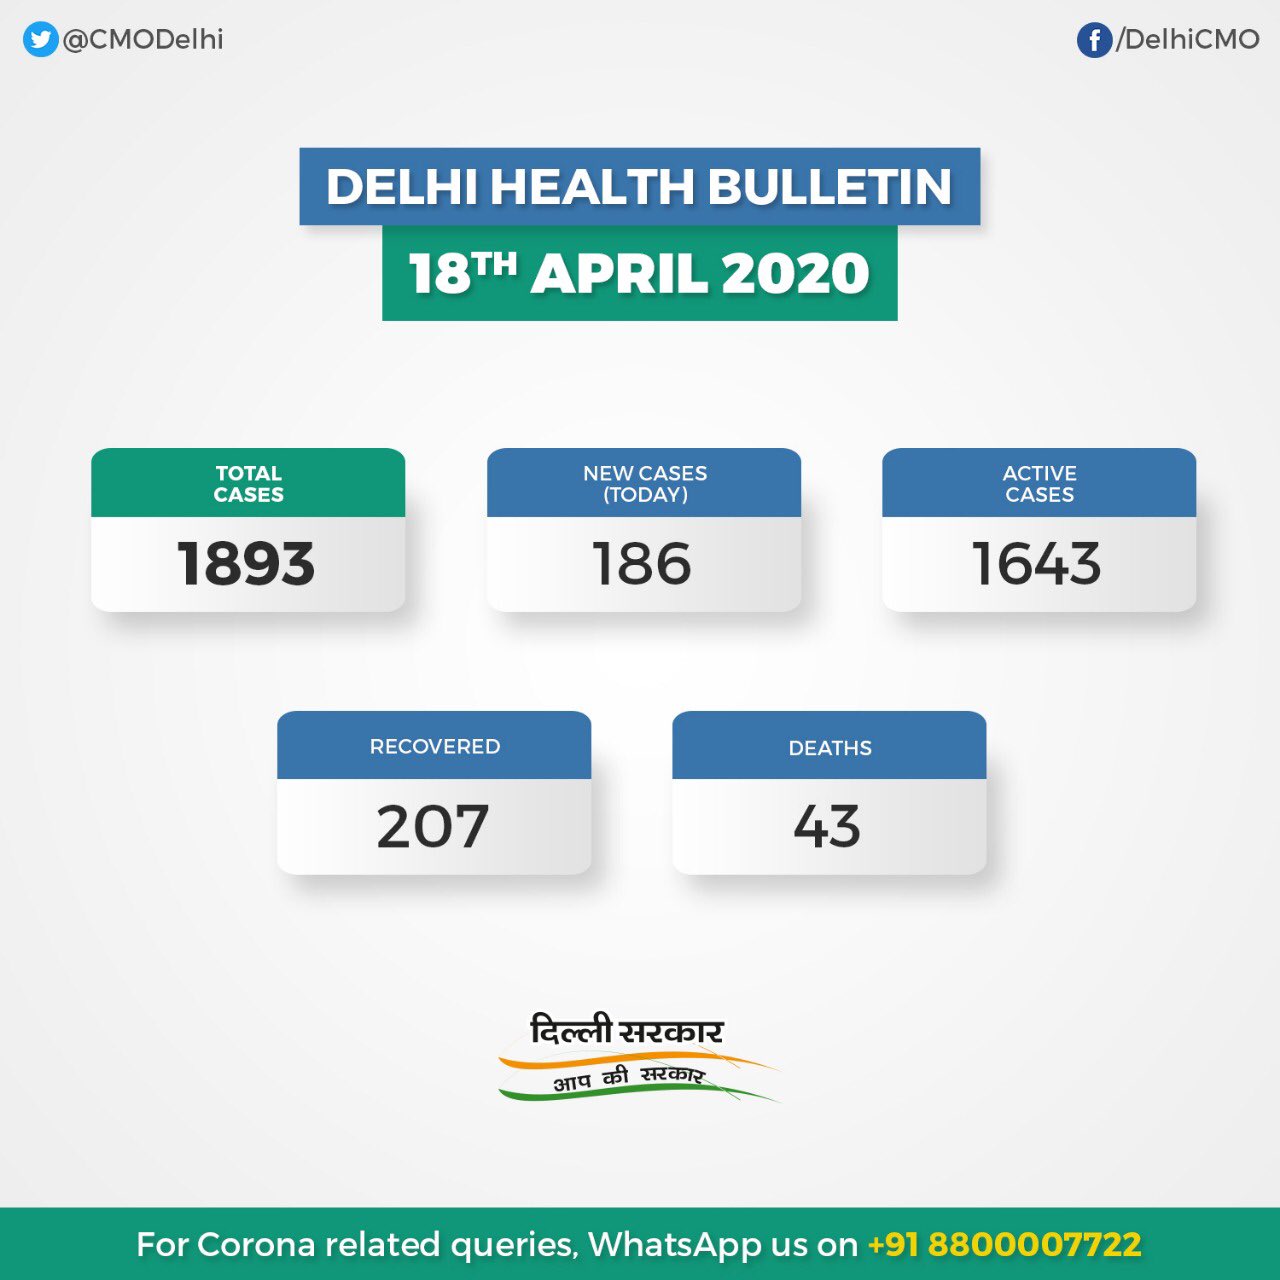 @CMODelhi
/DelhiCMO
DELHI HEALTH BULLETIN
18TH APRIL 2020
TOTAL
CASES
1893
NEW CASES
(TODAY)
186
ACTIVE
CASES
1643
RECOVERED
207
DEATHS
43
दिल्ली सरकार
आप की सरकार
For Corona related queries, WhatsApp us on +91 8800007722